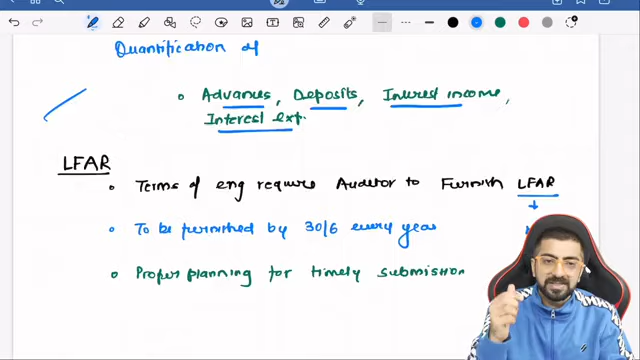 Quantification of
• Advances, Deposits, Interest income,
Interest exp.
LFAR
• Terms of eng require Auditor to Furnish LFAR
• To be furnished by 30/6 every year
• Proper planning for timely submission